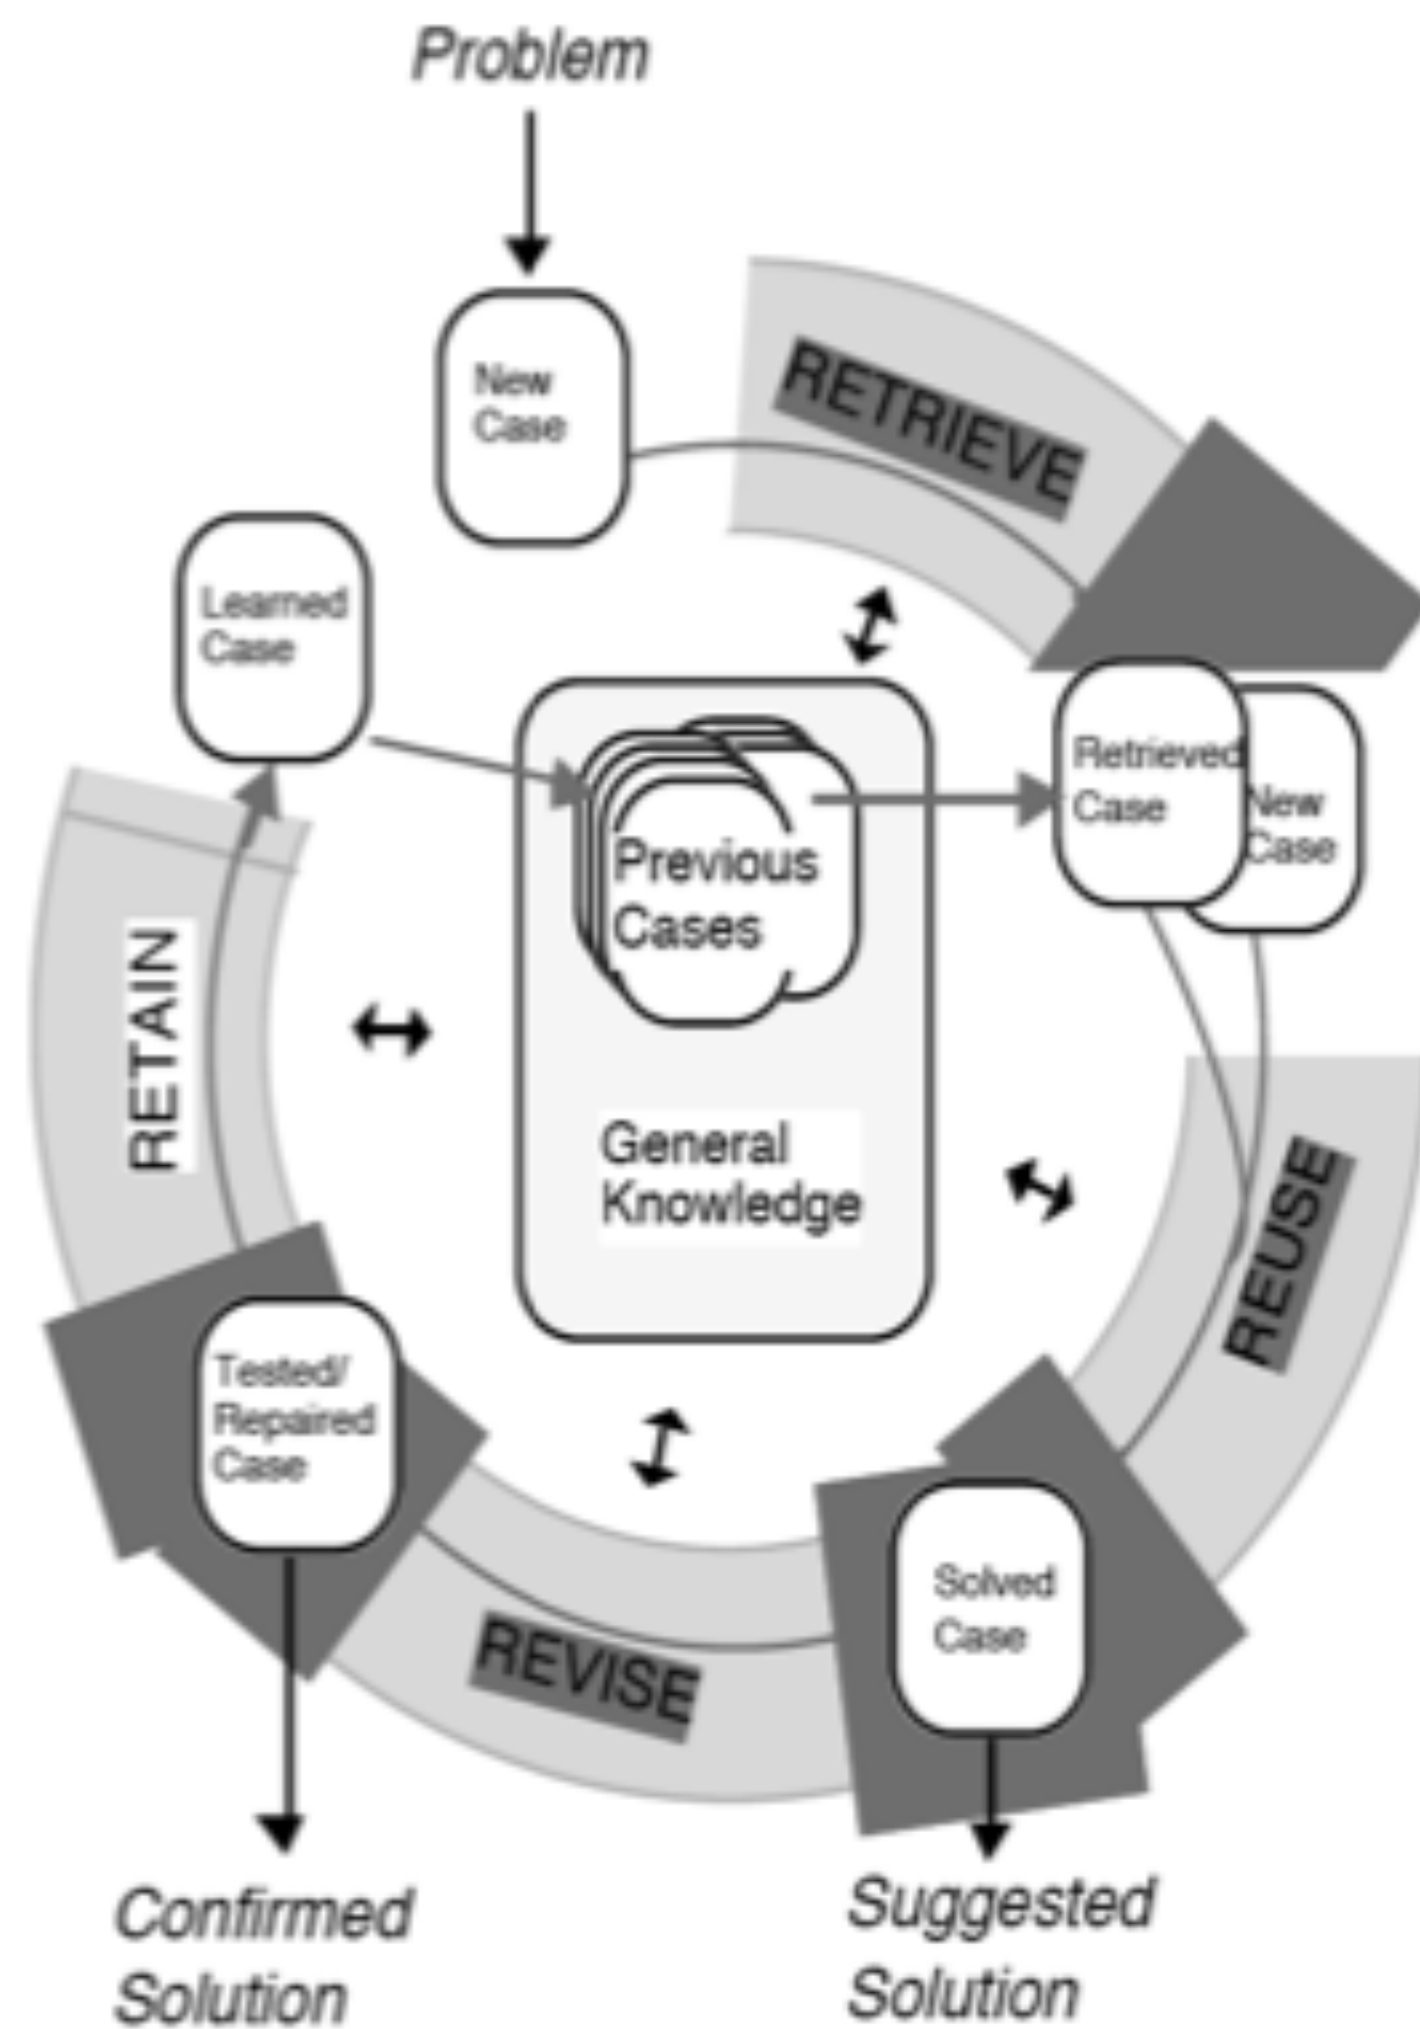 Problem
New
Case
RETRIEVE
Learned
Case
Retrieved
Case
New
Case
Previous
Cases
General
Knowledge
RETAIN
REUSE
Tested/
Repaired
Case
Solved
Case
REVISE
Confirmed
Solution
Suggested
Solution